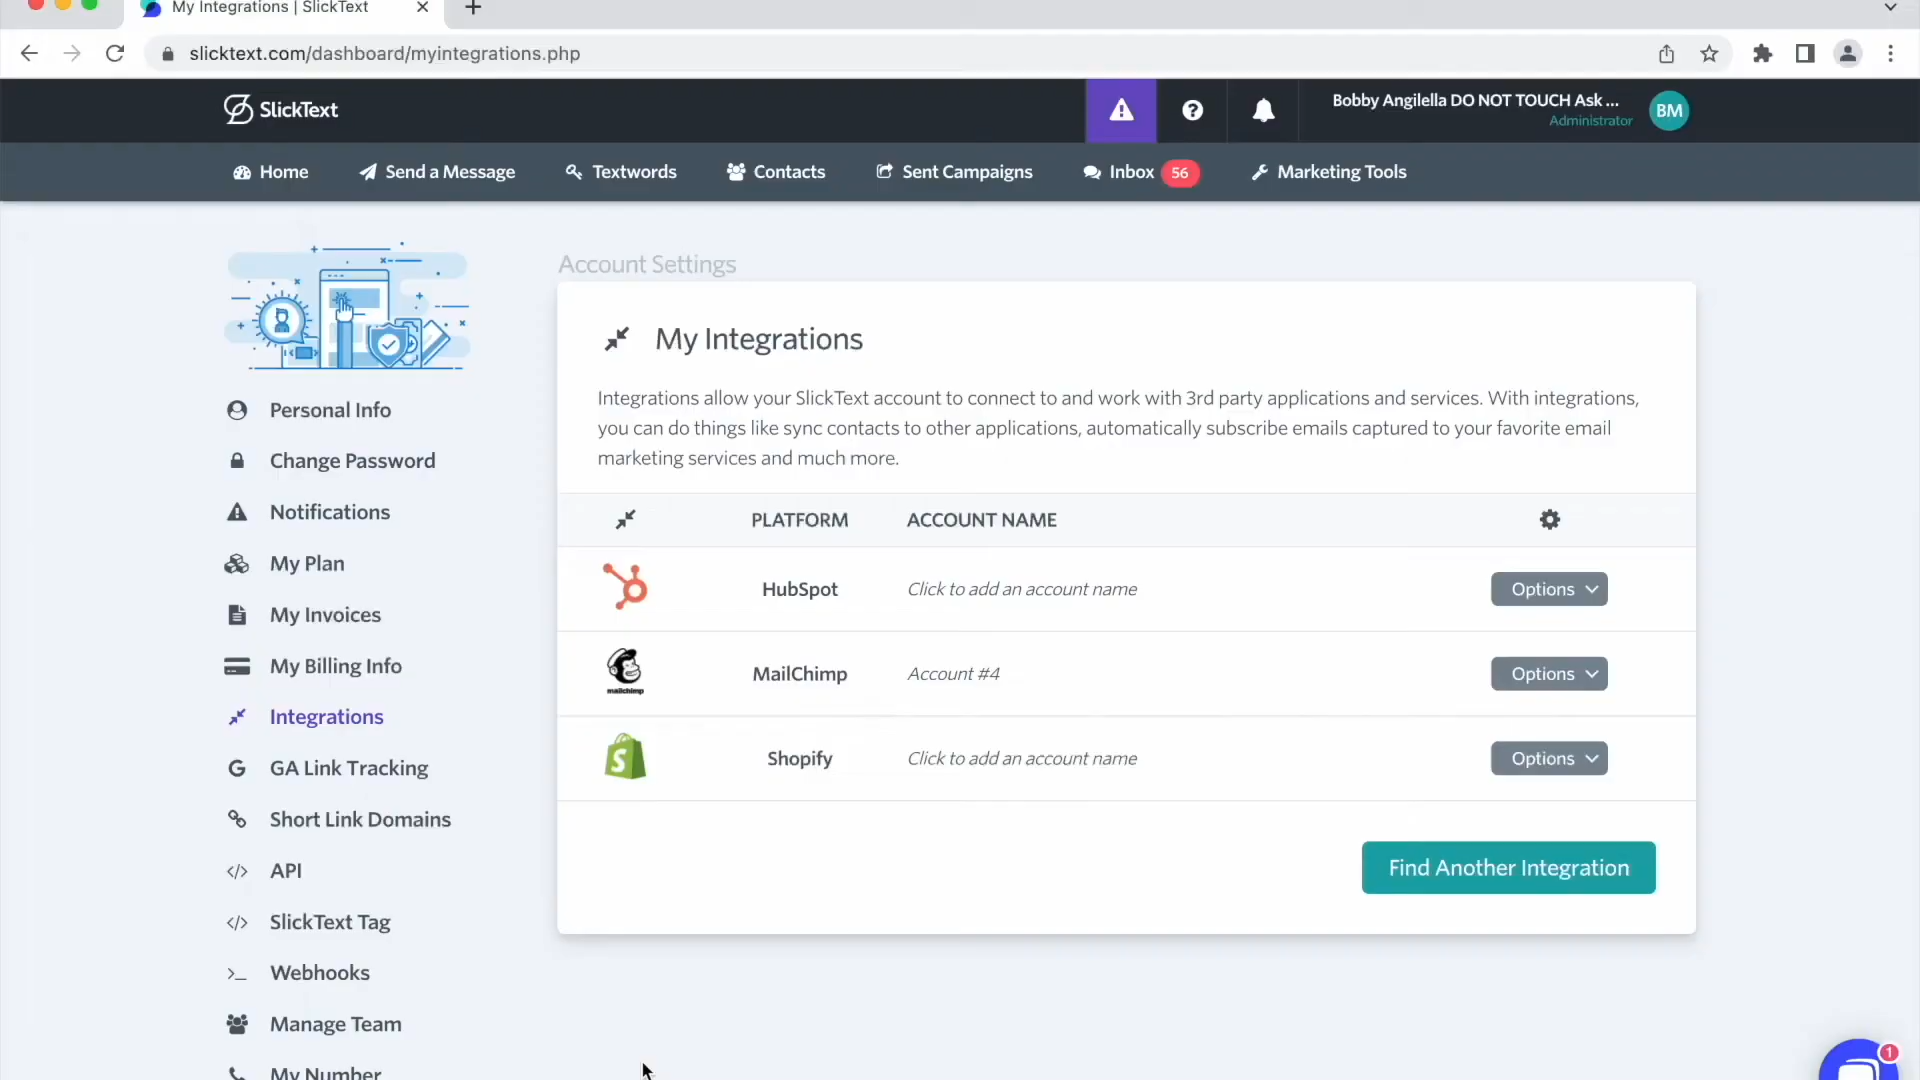 My Integrations | SlickText
slicktext.com/dashboard/myintegrations.php
SlickText
Bobby Angilella DO NOT TOUCH Ask ...
Administrator
BM
Home
Send a Message
Textwords
Contacts
Sent Campaigns
Inbox 56
Marketing Tools
Account Settings
My Integrations
Integrations allow your SlickText account to connect to and work with 3rd party applications and services. With integrations,
you can do things like sync contacts to other applications, automatically subscribe emails captured to your favorite email
marketing services and much more.
PLATFORM ACCOUNT NAME
HubSpot Click to add an account name Options
mailchimp
MailChimp Account #4 Options
S
Shopify Click to add an account name Options
Find Another Integration
Personal Info
Change Password
Notifications
My Plan
My Invoices
My Billing Info
Integrations
G GA Link Tracking
Short Link Domains
</> API
</> SlickText Tag
>_ Webhooks
Manage Team
My Number
1